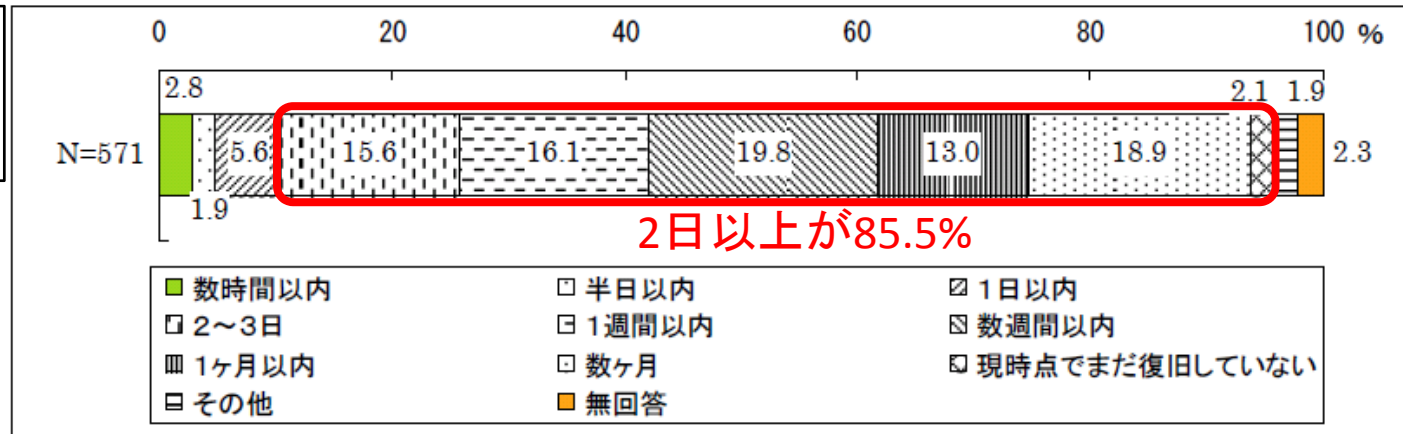 0 20 40 60 80 100 %
2.8 2.1 1.9
N=571 5.6 15.6 16.1 19.8 13.0 18.9 2.3
1.9
2日以上が85.5%
数時間以内 半日以内 1日以内
2～3日 1週間以内 数週間以内
1ヶ月以内 数ヶ月 現時点でまだ復旧していない
その他 無回答